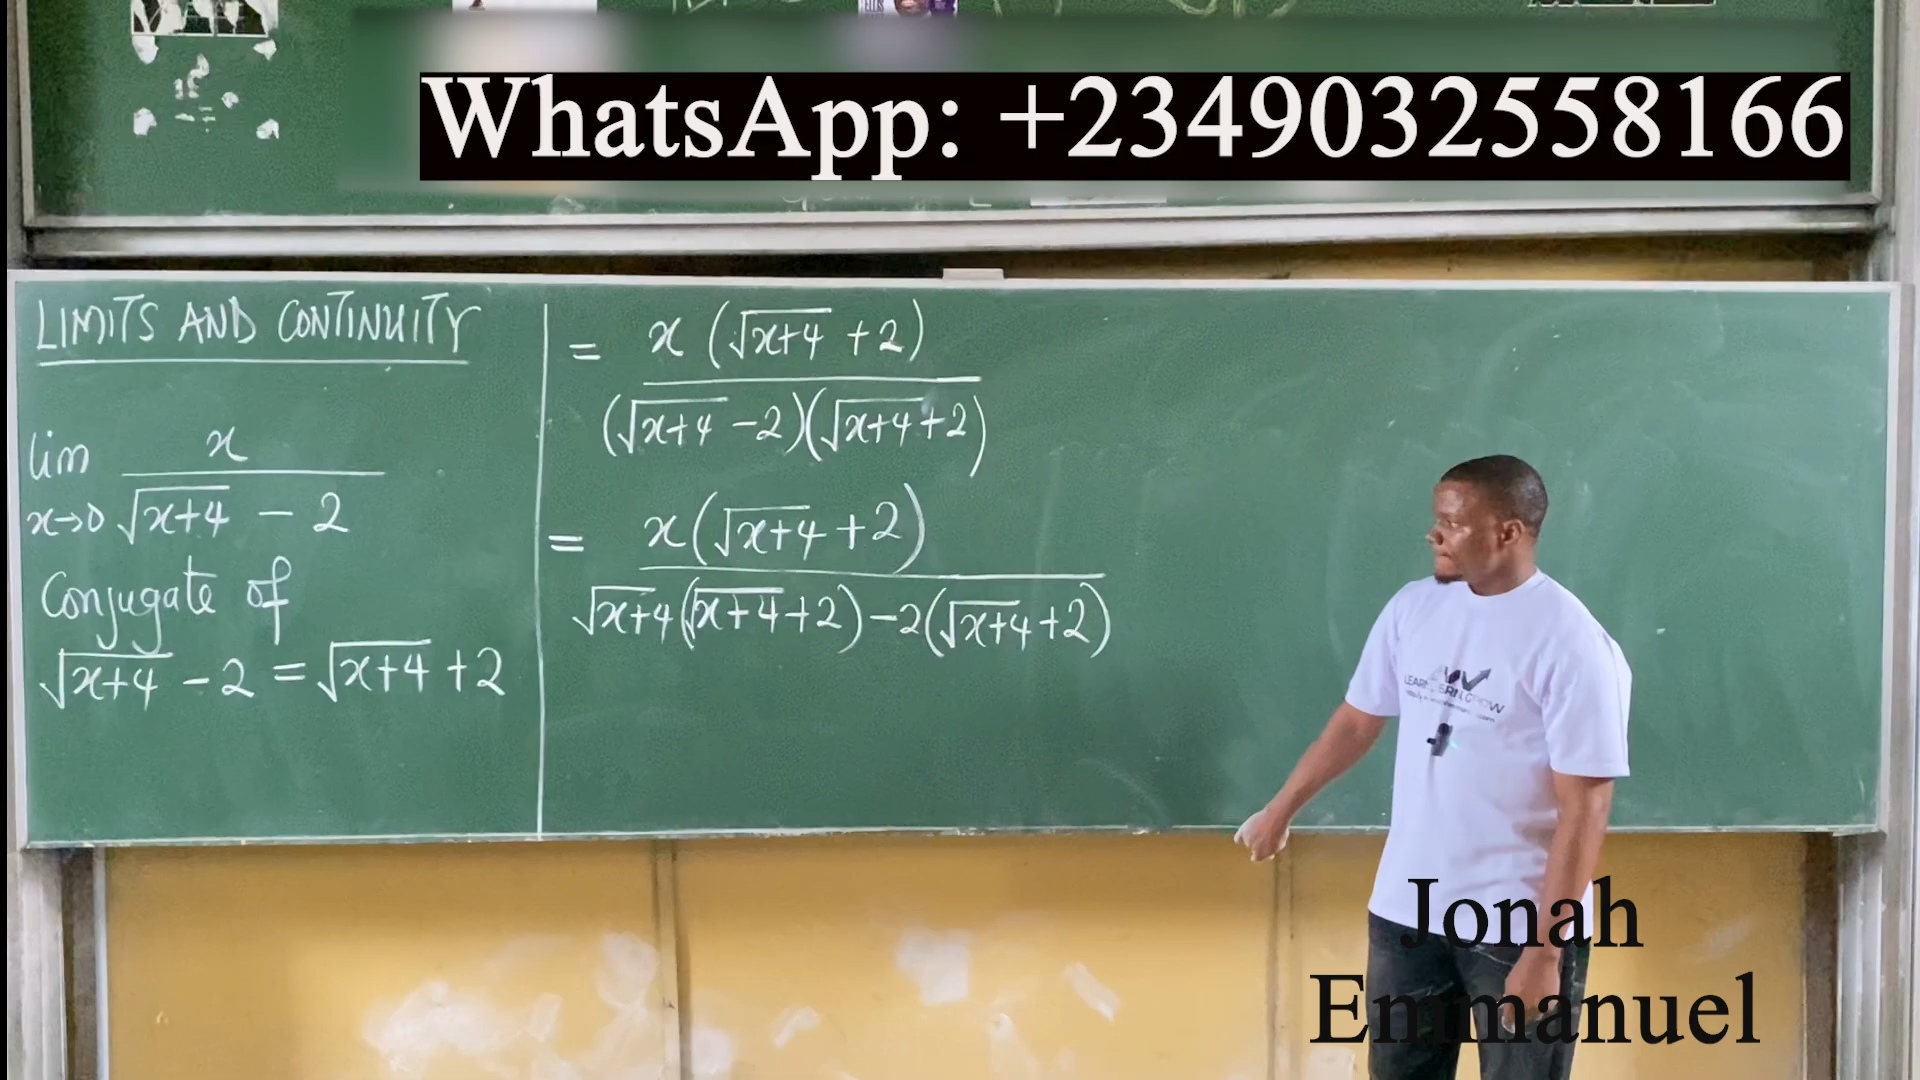 WhatsApp: +2349032558166
LIMITS AND CONTINUITY
lim x
x→0 √x+4 - 2
Conjugate of
√x+4 - 2 = √x+4 + 2
= x (√x+4 + 2)
(√x+4 - 2)(√x+4 + 2)
= x(√x+4 + 2)
√x+4(√x+4 + 2) - 2(√x+4 + 2)
LEARN
Jonah
Emmanuel